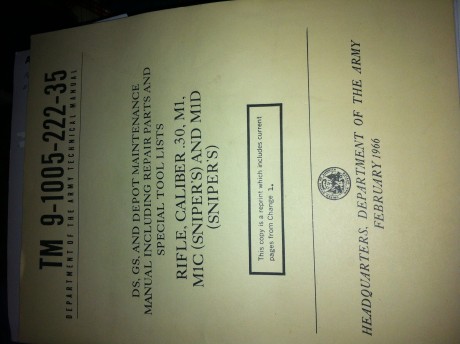 TM 9-1005-222-35
DEPARTMENT OF THE ARMY TECHNICAL MANUAL
DS, GS, AND DEPOT MAINTENANCE
MANUAL INCLUDING REPAIR PARTS AND
SPECIAL TOOL LISTS
RIFLE, CALIBER .30, M1,
M1C (SNIPER'S) AND M1D
(SNIPER'S)
This copy is a reprint which includes current
pages from Change 1.
HEADQUARTERS, DEPARTMENT OF THE ARMY
FEBRUARY 1966